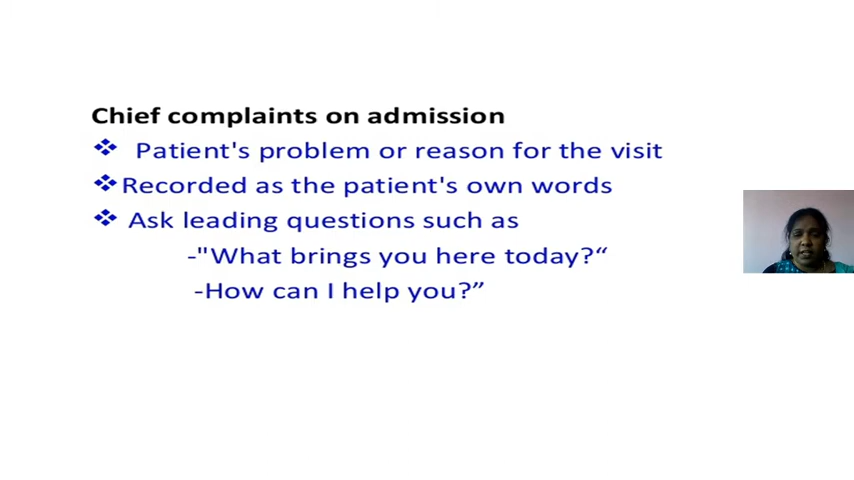 Chief complaints on admission
❖ Patient's problem or reason for the visit
❖Recorded as the patient's own words
❖ Ask leading questions such as
-"What brings you here today?“
-How can I help you?”